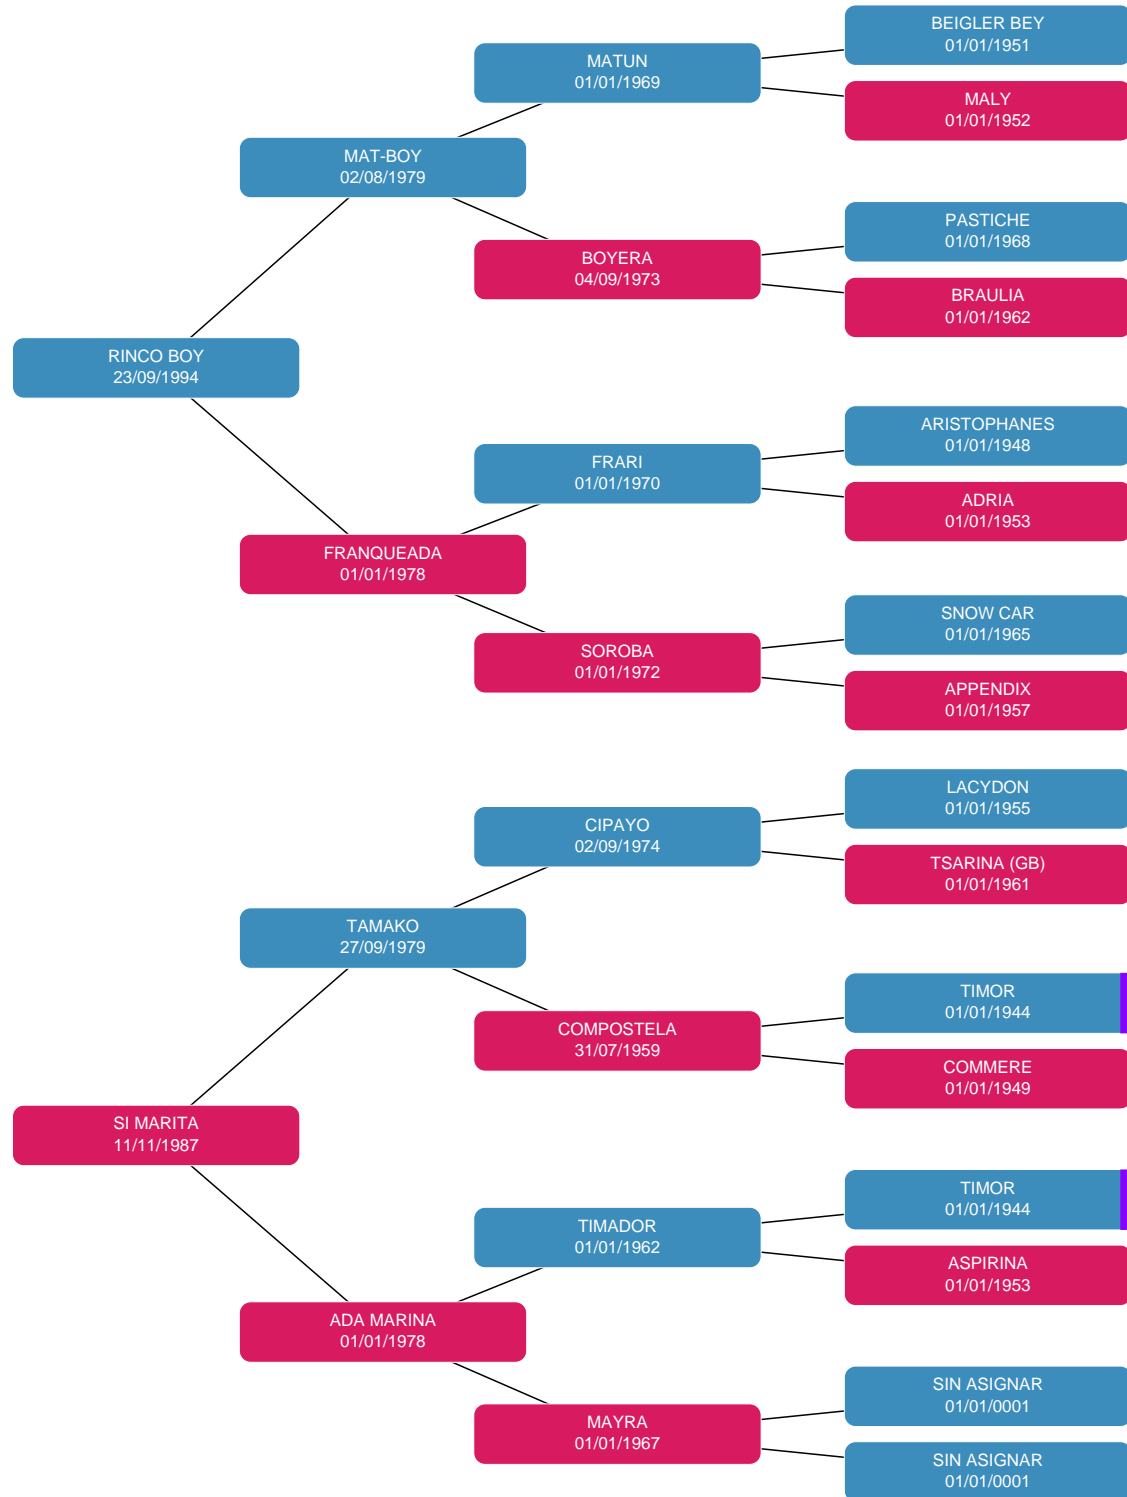 BEIGLER BEY
01/01/1951
MATUN
01/01/1969
MALY
01/01/1952
MAT-BOY
02/08/1979
PASTICHE
01/01/1968
BOYERA
04/09/1973
BRAULIA
01/01/1962
RINCO BOY
23/09/1994
ARISTOPHANES
01/01/1948
FRARI
01/01/1970
ADRIA
01/01/1953
FRANQUEADA
01/01/1978
SNOW CAR
01/01/1965
SOROBA
01/01/1972
APPENDIX
01/01/1957
LACYDON
01/01/1955
CIPAYO
02/09/1974
TSARINA (GB)
01/01/1961
TAMAKO
27/09/1979
TIMOR
01/01/1944
COMPOSTELA
31/07/1959
COMMERE
01/01/1949
SI MARITA
11/11/1987
TIMOR
01/01/1944
TIMADOR
01/01/1962
ASPIRINA
01/01/1953
ADA MARINA
01/01/1978
SIN ASIGNAR
01/01/0001
MAYRA
01/01/1967
SIN ASIGNAR
01/01/0001